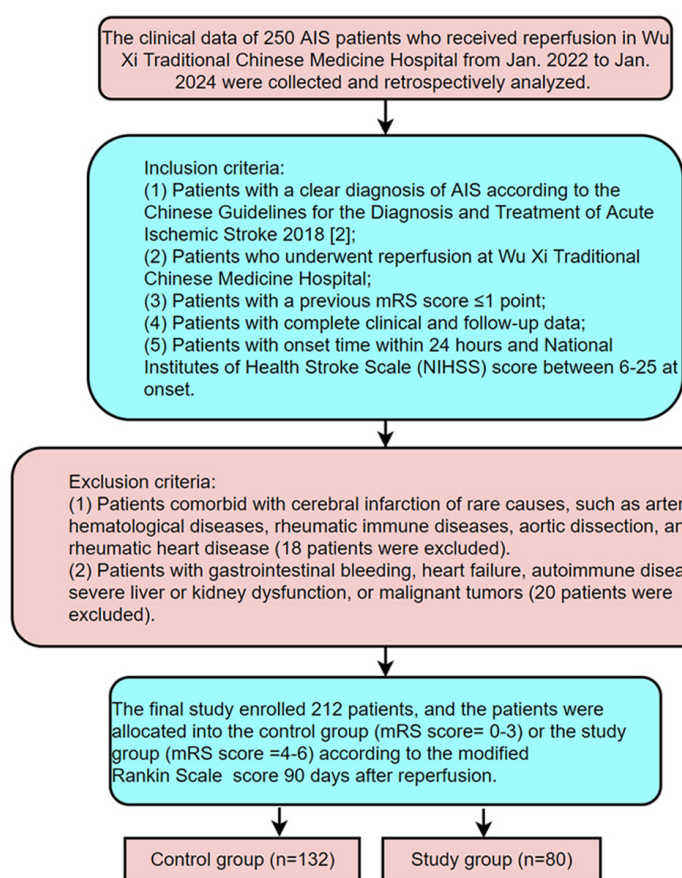 The clinical data of 250 AIS patients who received reperfusion in Wu
Xi Traditional Chinese Medicine Hospital from Jan. 2022 to Jan.
2024 were collected and retrospectively analyzed.
Inclusion criteria:
(1) Patients with a clear diagnosis of AIS according to the
Chinese Guidelines for the Diagnosis and Treatment of Acute
Ischemic Stroke 2018 [2];
(2) Patients who underwent reperfusion at Wu Xi Traditional
Chinese Medicine Hospital;
(3) Patients with a previous mRS score ≤1 point;
(4) Patients with complete clinical and follow-up data;
(5) Patients with onset time within 24 hours and National
Institutes of Health Stroke Scale (NIHSS) score between 6-25 at
onset.
Exclusion criteria:
(1) Patients comorbid with cerebral infarction of rare causes, such as
hematological diseases, rheumatic immune diseases, aortic dissection,
rheumatic heart disease (18 patients were excluded).
(2) Patients with gastrointestinal bleeding, heart failure, autoimmune
severe liver or kidney dysfunction, or malignant tumors (20 patients were
excluded).
The final study enrolled 212 patients, and the patients were
allocated into the control group (mRS score= 0-3) or the study
group (mRS score =4-6) according to the modified
Rankin Scale score 90 days after reperfusion.
Control group (n=132)
Study group (n=80)